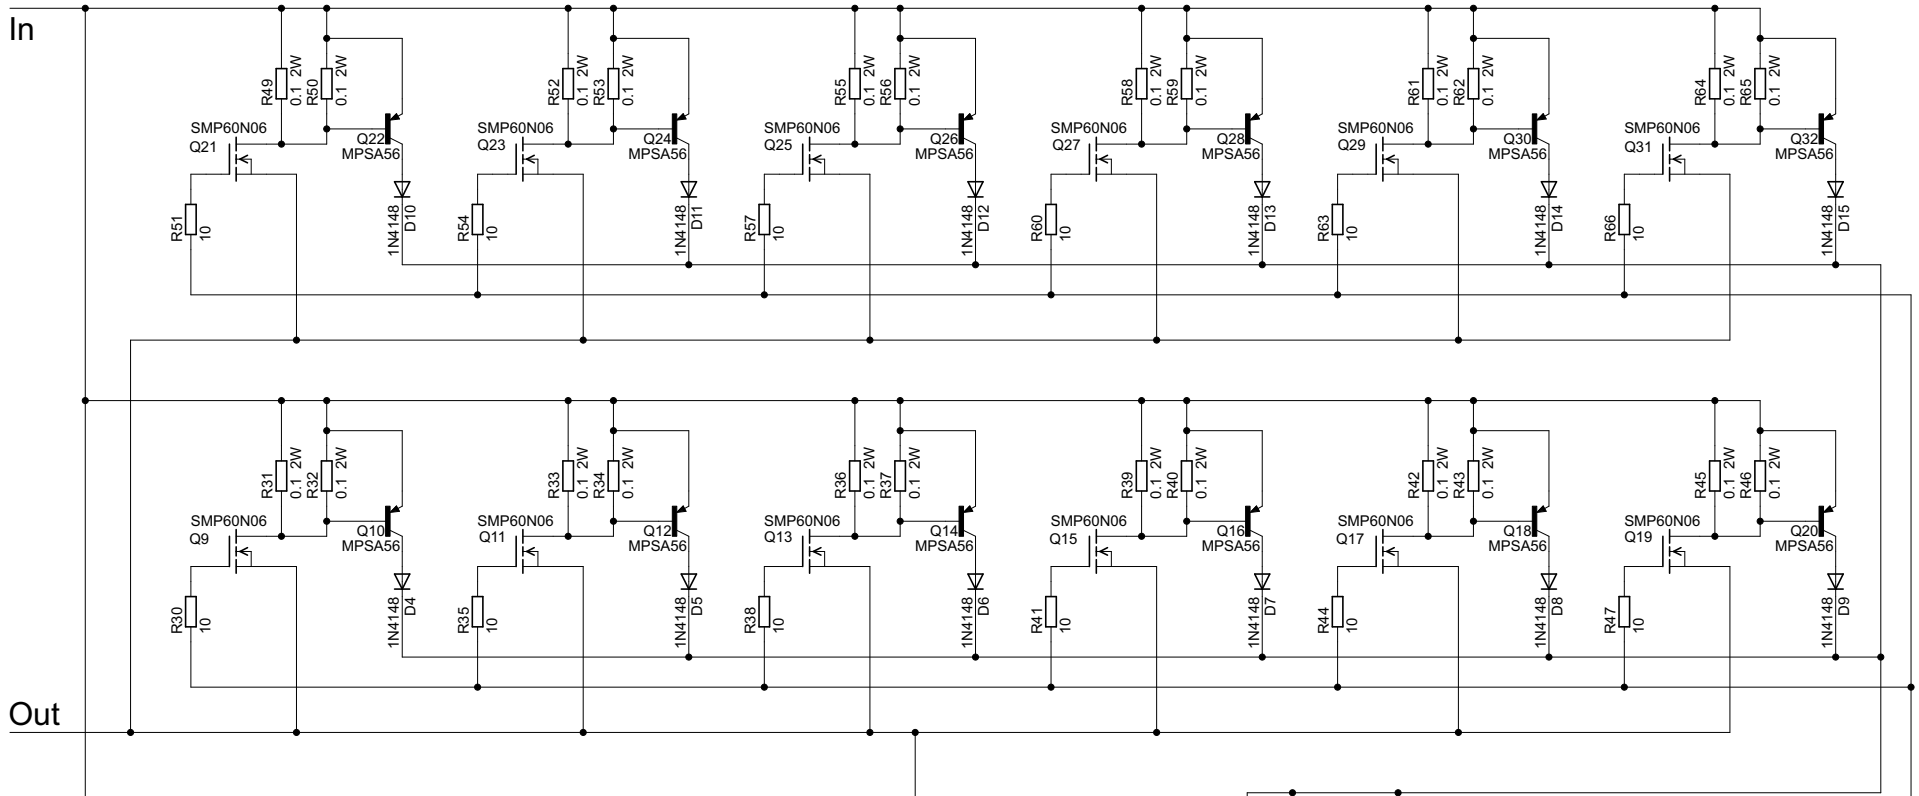 In
R49
0.1 2W
R50
0.1 2W
SMP60N06
Q21
Q22
MPSA56
R51
10
1N4148
D10
R52
0.1 2W
R53
0.1 2W
SMP60N06
Q23
Q24
MPSA56
R54
10
1N4148
D11
R55
0.1 2W
R56
0.1 2W
SMP60N06
Q25
Q26
MPSA56
R57
10
1N4148
D12
R58
0.1 2W
R59
0.1 2W
SMP60N06
Q27
Q28
MPSA56
R60
10
1N4148
D13
R61
0.1 2W
R62
0.1 2W
SMP60N06
Q29
Q30
MPSA56
R63
10
1N4148
D14
R64
0.1 2W
R65
0.1 2W
SMP60N06
Q31
Q32
MPSA56
R66
10
1N4148
D15
R31
0.1 2W
R32
0.1 2W
SMP60N06
Q9
Q10
MPSA56
R30
10
1N4148
D4
R33
0.1 2W
R34
0.1 2W
SMP60N06
Q11
Q12
MPSA56
R35
10
1N4148
D5
R36
0.1 2W
R37
0.1 2W
SMP60N06
Q13
Q14
MPSA56
R38
10
1N4148
D6
R39
0.1 2W
R40
0.1 2W
SMP60N06
Q15
Q16
MPSA56
R41
10
1N4148
D7
R42
0.1 2W
R43
0.1 2W
SMP60N06
Q17
Q18
MPSA56
R44
10
1N4148
D8
R45
0.1 2W
R46
0.1 2W
SMP60N06
Q19
Q20
MPSA56
R47
10
1N4148
D9
Out